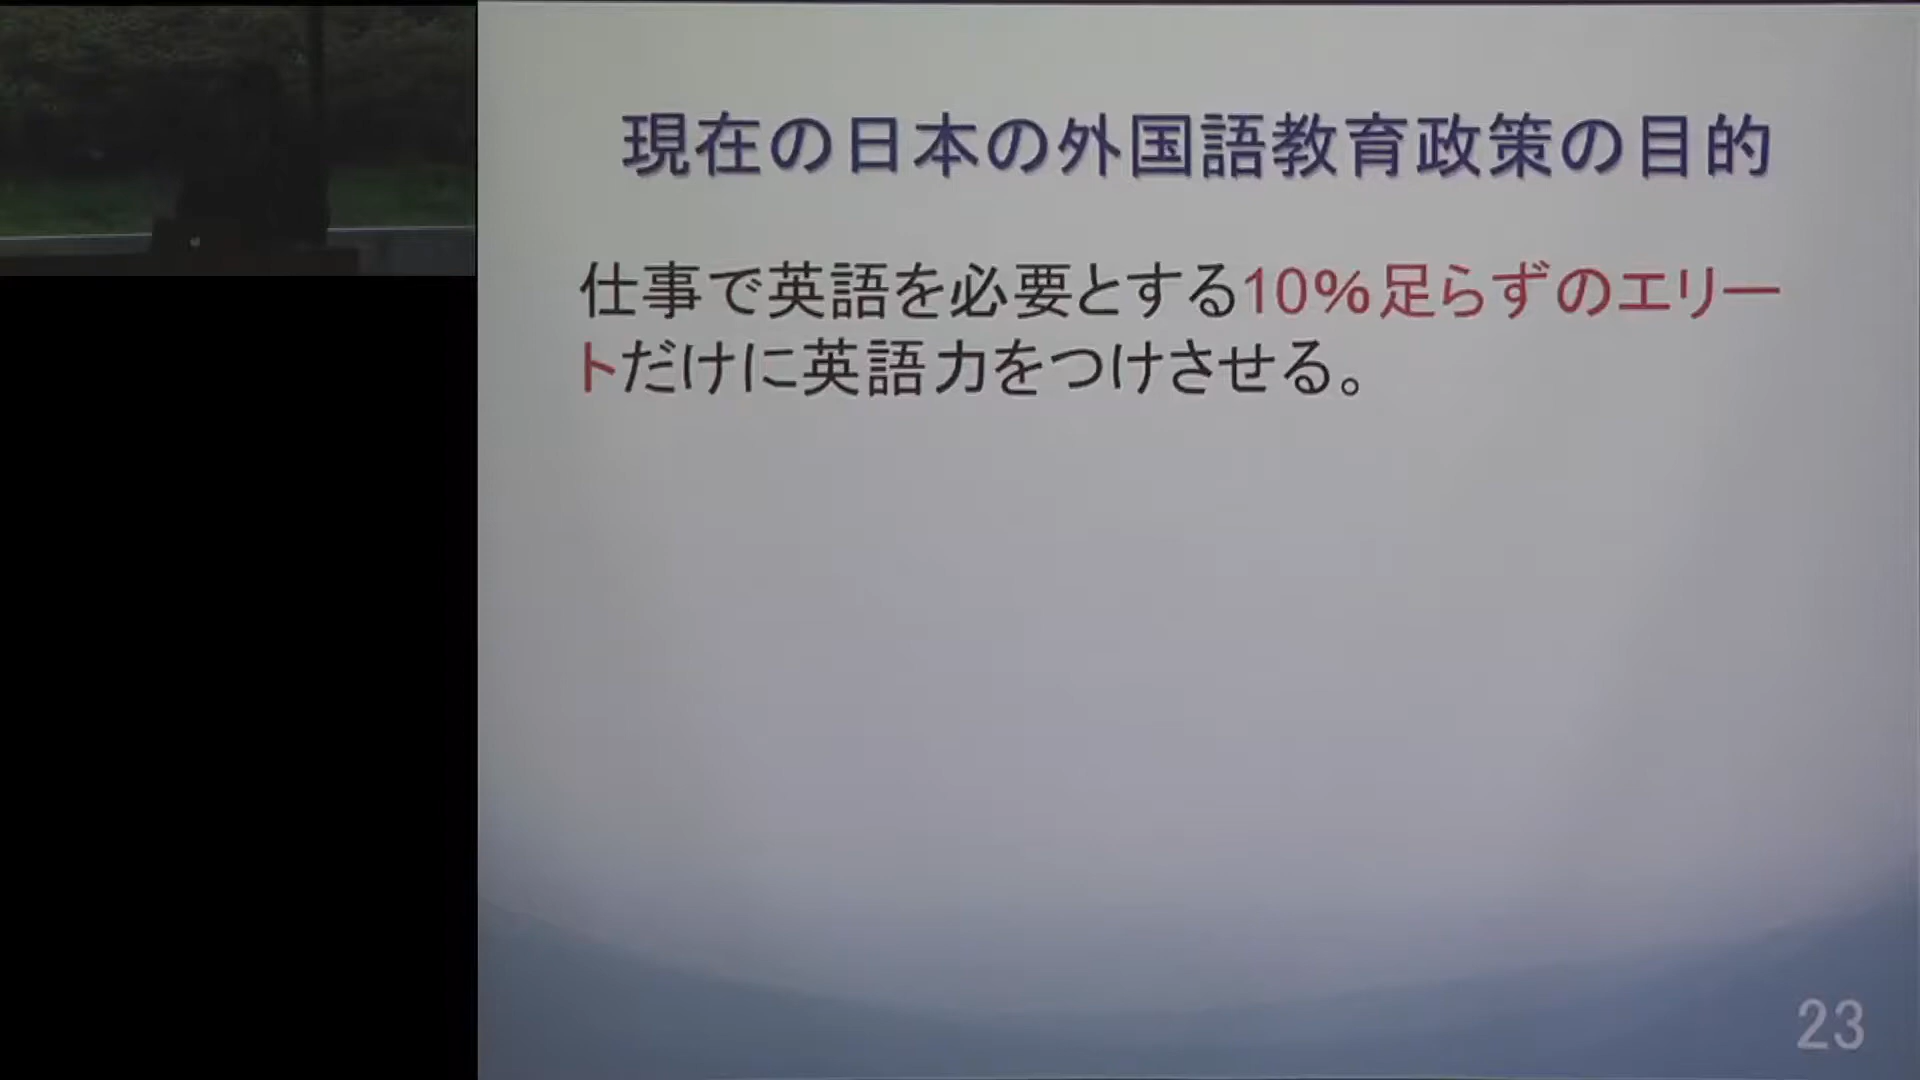 現在の日本の外国語教育政策の目的
仕事で英語を必要とする10%足らずのエリー
トだけに英語力をつけさせる。
23